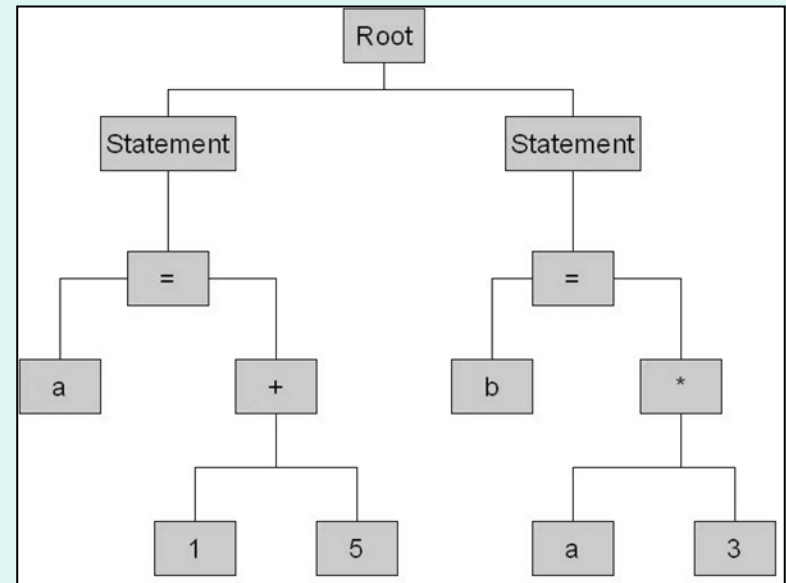 Root
Statement Statement
= =
a + b *
1 5 a 3